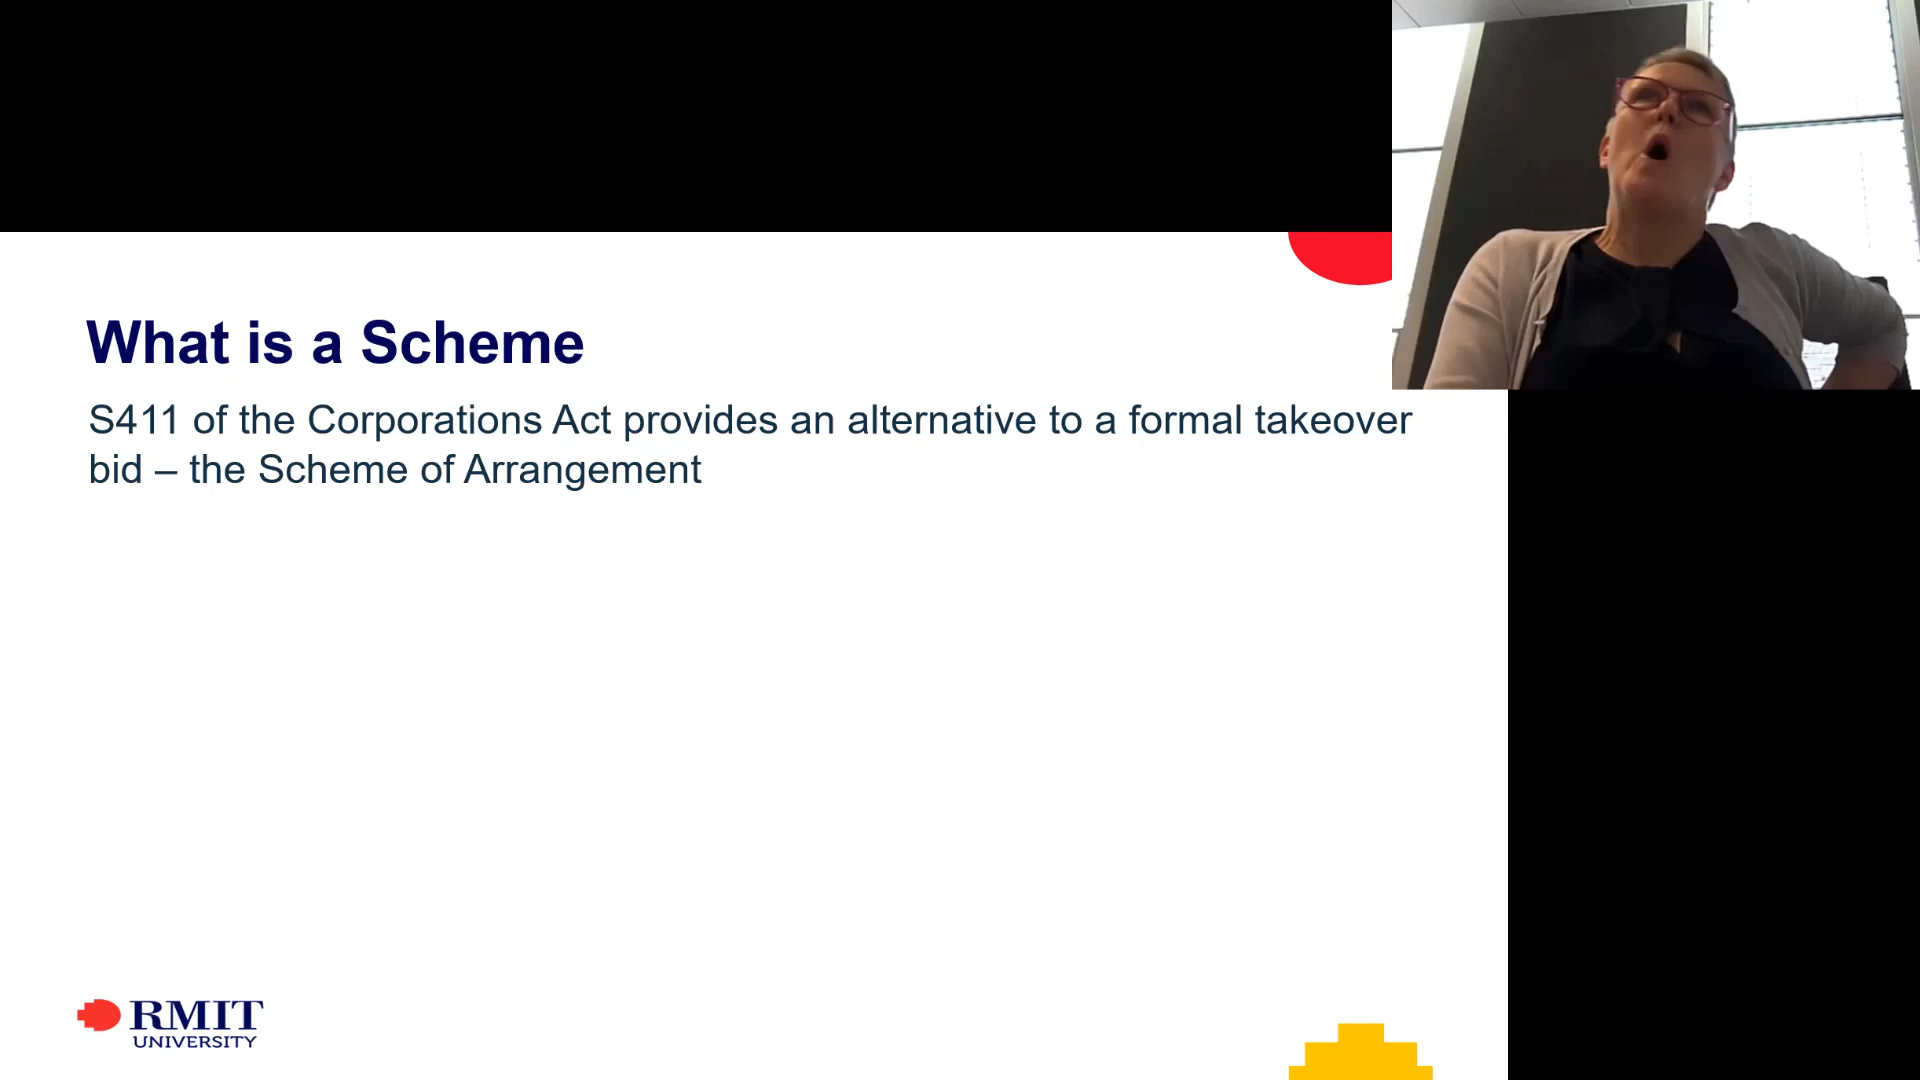 What is a Scheme
S411 of the Corporations Act provides an alternative to a formal takeover
bid – the Scheme of Arrangement
RMIT
UNIVERSITY